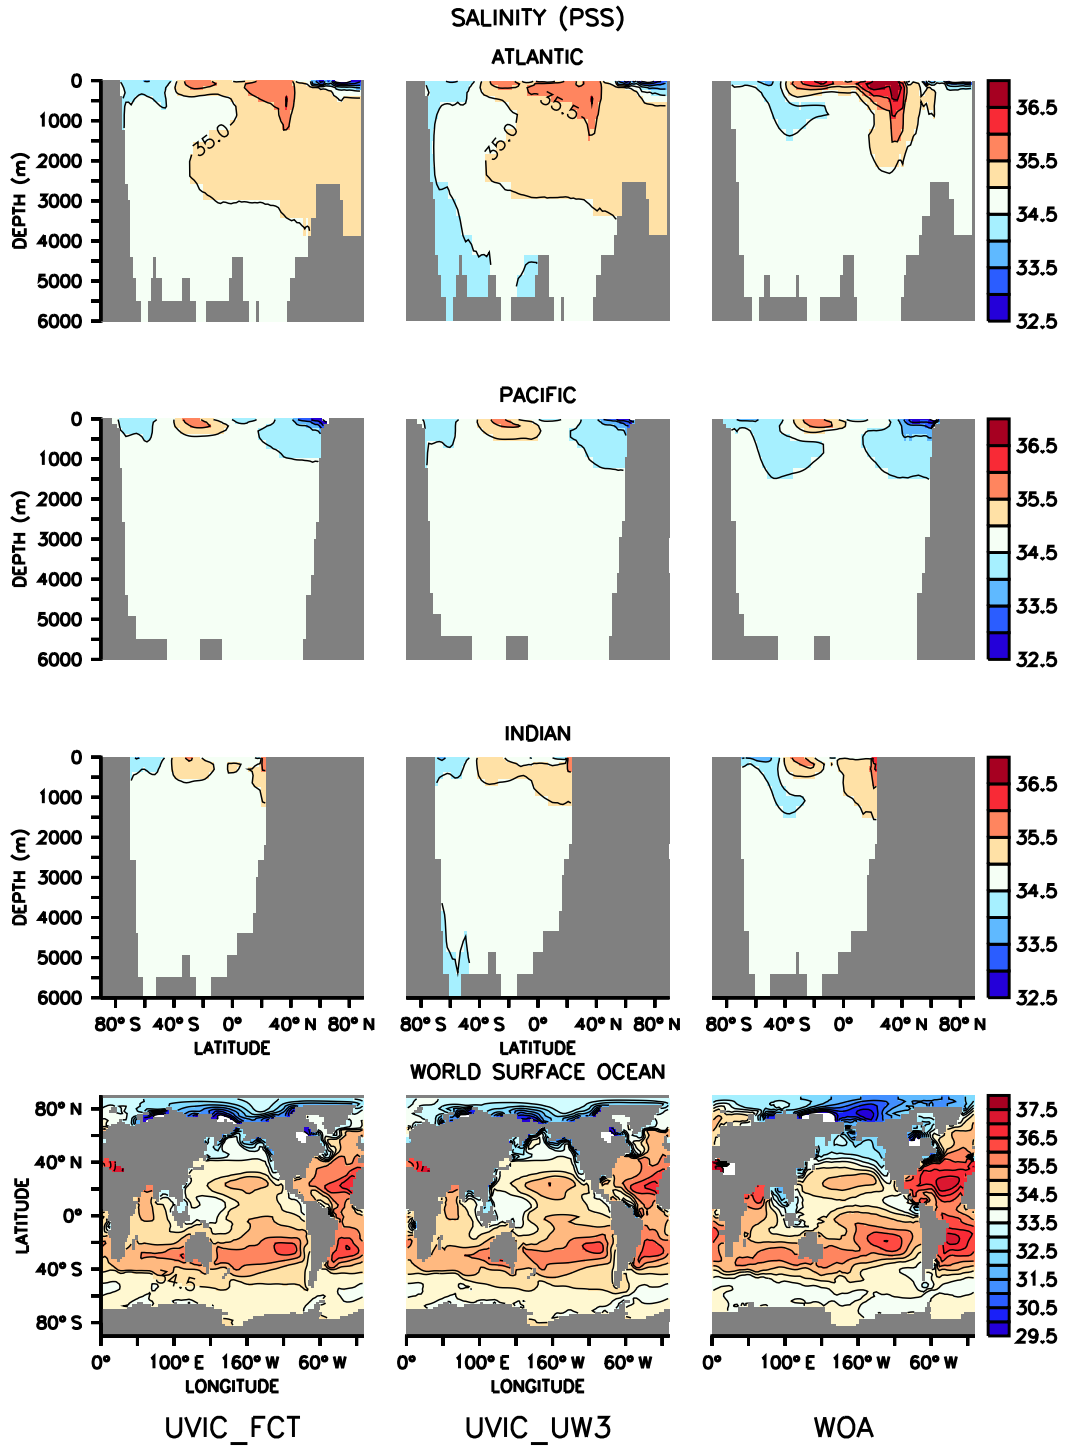 SALINITY (PSS)
ATLANTIC
0
1000
2000
3000
4000
5000
6000
DEPTH (m)
35.0
35.0
35.5
36.5
35.5
34.5
33.5
32.5
PACIFIC
0
1000
2000
3000
4000
5000
6000
DEPTH (m)
36.5
35.5
34.5
33.5
32.5
INDIAN
0
1000
2000
3000
4000
5000
6000
DEPTH (m)
36.5
35.5
34.5
33.5
32.5
80° S 40° S 0° 40° N 80° N
80° S 40° S 0° 40° N 80° N
80° S 40° S 0° 40° N 80° N
LATITUDE LATITUDE
WORLD SURFACE OCEAN
80° N
40° N
0°
40° S
80° S
LATITUDE
34.5
37.5
36.5
35.5
34.5
33.5
32.5
31.5
30.5
29.5
0° 100° E 160° W 60° W
0° 100° E 160° W 60° W
0° 100° E 160° W 60° W
LONGITUDE LONGITUDE
UVIC_FCT UVIC_UW3 WOA